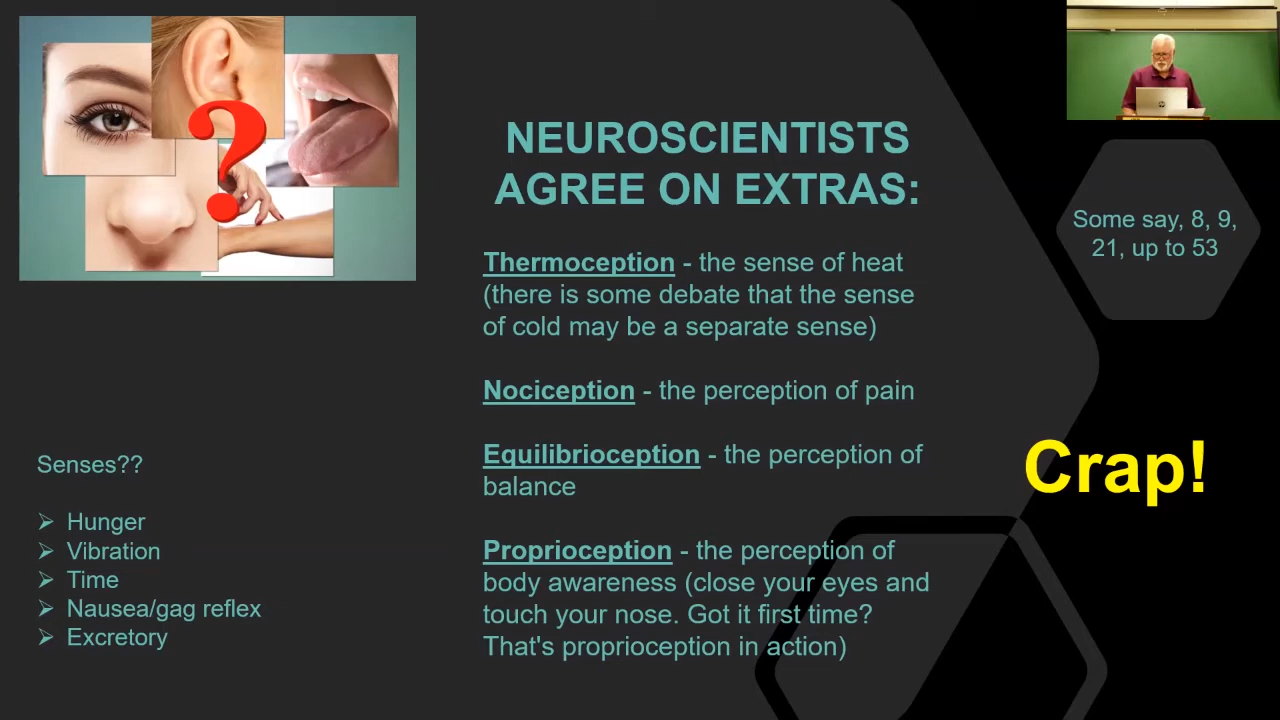 NEUROSCIENTISTS
AGREE ON EXTRAS:
Thermoception - the sense of heat
(there is some debate that the sense
of cold may be a separate sense)
Nociception - the perception of pain
Equilibrioception - the perception of
balance
Proprioception - the perception of
body awareness (close your eyes and
touch your nose. Got it first time?
That's proprioception in action)
Senses??
Hunger
Vibration
Time
Nausea/gag reflex
Excretory
Some say, 8, 9,
21, up to 53
Crap!
?